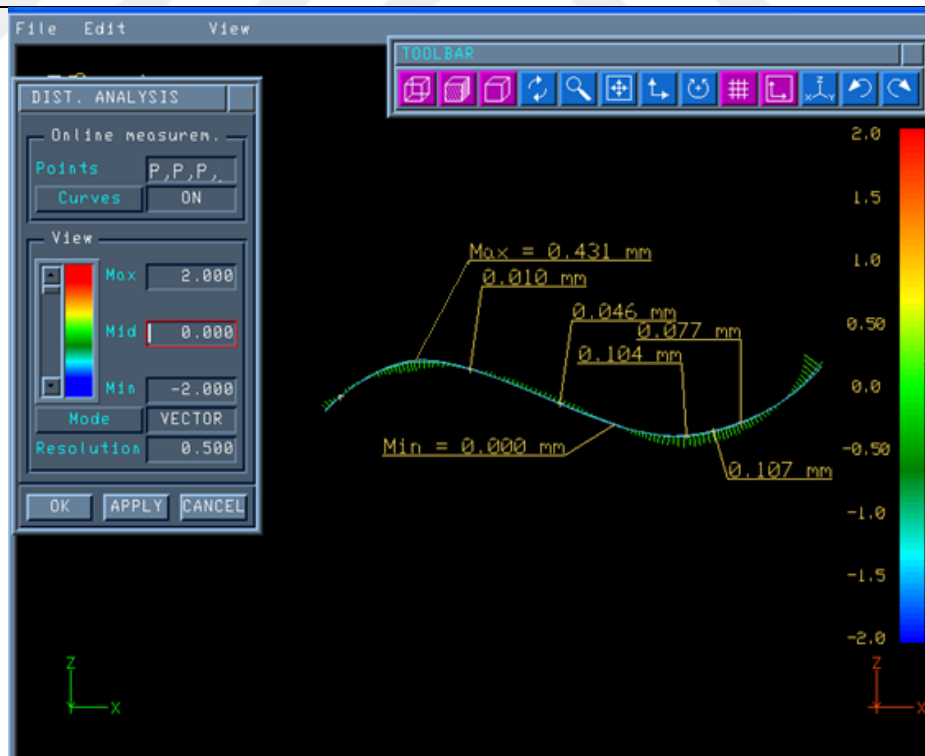 File Edit View
TOOLBAR
DIST. ANALYSIS
Online measurem.
Points P,P,P,.
Curves ON
View
Max 2.000
Mid 0.000
Min -2.000
Mode VECTOR
Resolution 0.500
OK APPLY CANCEL
Max = 0.431 mm
0.010 mm
0.046 mm
0.077 mm
0.104 mm
Min = 0.000 mm
0.107 mm
2.0
1.5
1.0
0.50
0.0
-0.50
-1.0
-1.5
-2.0
Z
X
Z
X
Z
X Y